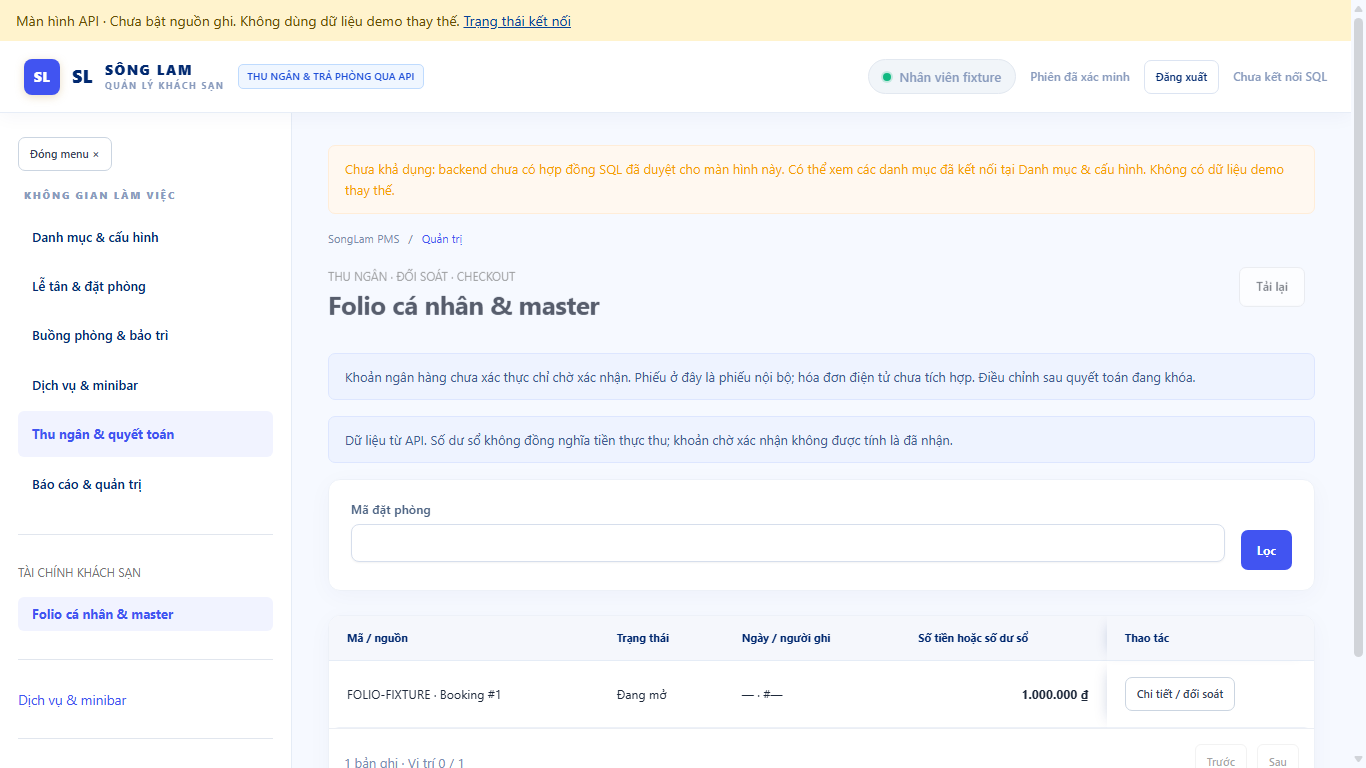 Màn hình API · Chưa bật nguồn ghi. Không dùng dữ liệu demo thay thế. Trạng thái kết nối
SL
SL
SÔNG LAM
QUẢN LÝ KHÁCH SẠN
THU NGÂN & TRẢ PHÒNG QUA API
Nhân viên fixture
Phiên đã xác minh
Đăng xuất
Chưa kết nối SQL
Đóng menu ×
KHÔNG GIAN LÀM VIỆC
Danh mục & cấu hình
Lễ tân & đặt phòng
Buồng phòng & bảo trì
Dịch vụ & minibar
Thu ngân & quyết toán
Báo cáo & quản trị
TÀI CHÍNH KHÁCH SẠN
Folio cá nhân & master
Dịch vụ & minibar
Chưa khả dụng: backend chưa có hợp đồng SQL đã duyệt cho màn hình này. Có thể xem các danh mục đã kết nối tại Danh mục & cấu hình. Không có dữ liệu demo
thay thế.
SongLam PMS / Quản trị
THU NGÂN · ĐỐI SOÁT · CHECKOUT
Folio cá nhân & master
Tải lại
Khoản ngân hàng chưa xác thực chỉ chờ xác nhận. Phiếu ở đây là phiếu nội bộ; hóa đơn điện tử chưa tích hợp. Điều chỉnh sau quyết toán đang khóa.
Dữ liệu từ API. Số dư sổ không đồng nghĩa tiền thực thu; khoản chờ xác nhận không được tính là đã nhận.
Mã đặt phòng
Lọc
Mã / nguồn Trạng thái Ngày / người ghi Số tiền hoặc số dư sổ Thao tác
FOLIO-FIXTURE · Booking #1 Đang mở — · #— 1.000.000 ₫ Chi tiết / đối soát
1 bản ghi · Vị trí 0 / 1 Trước Sau